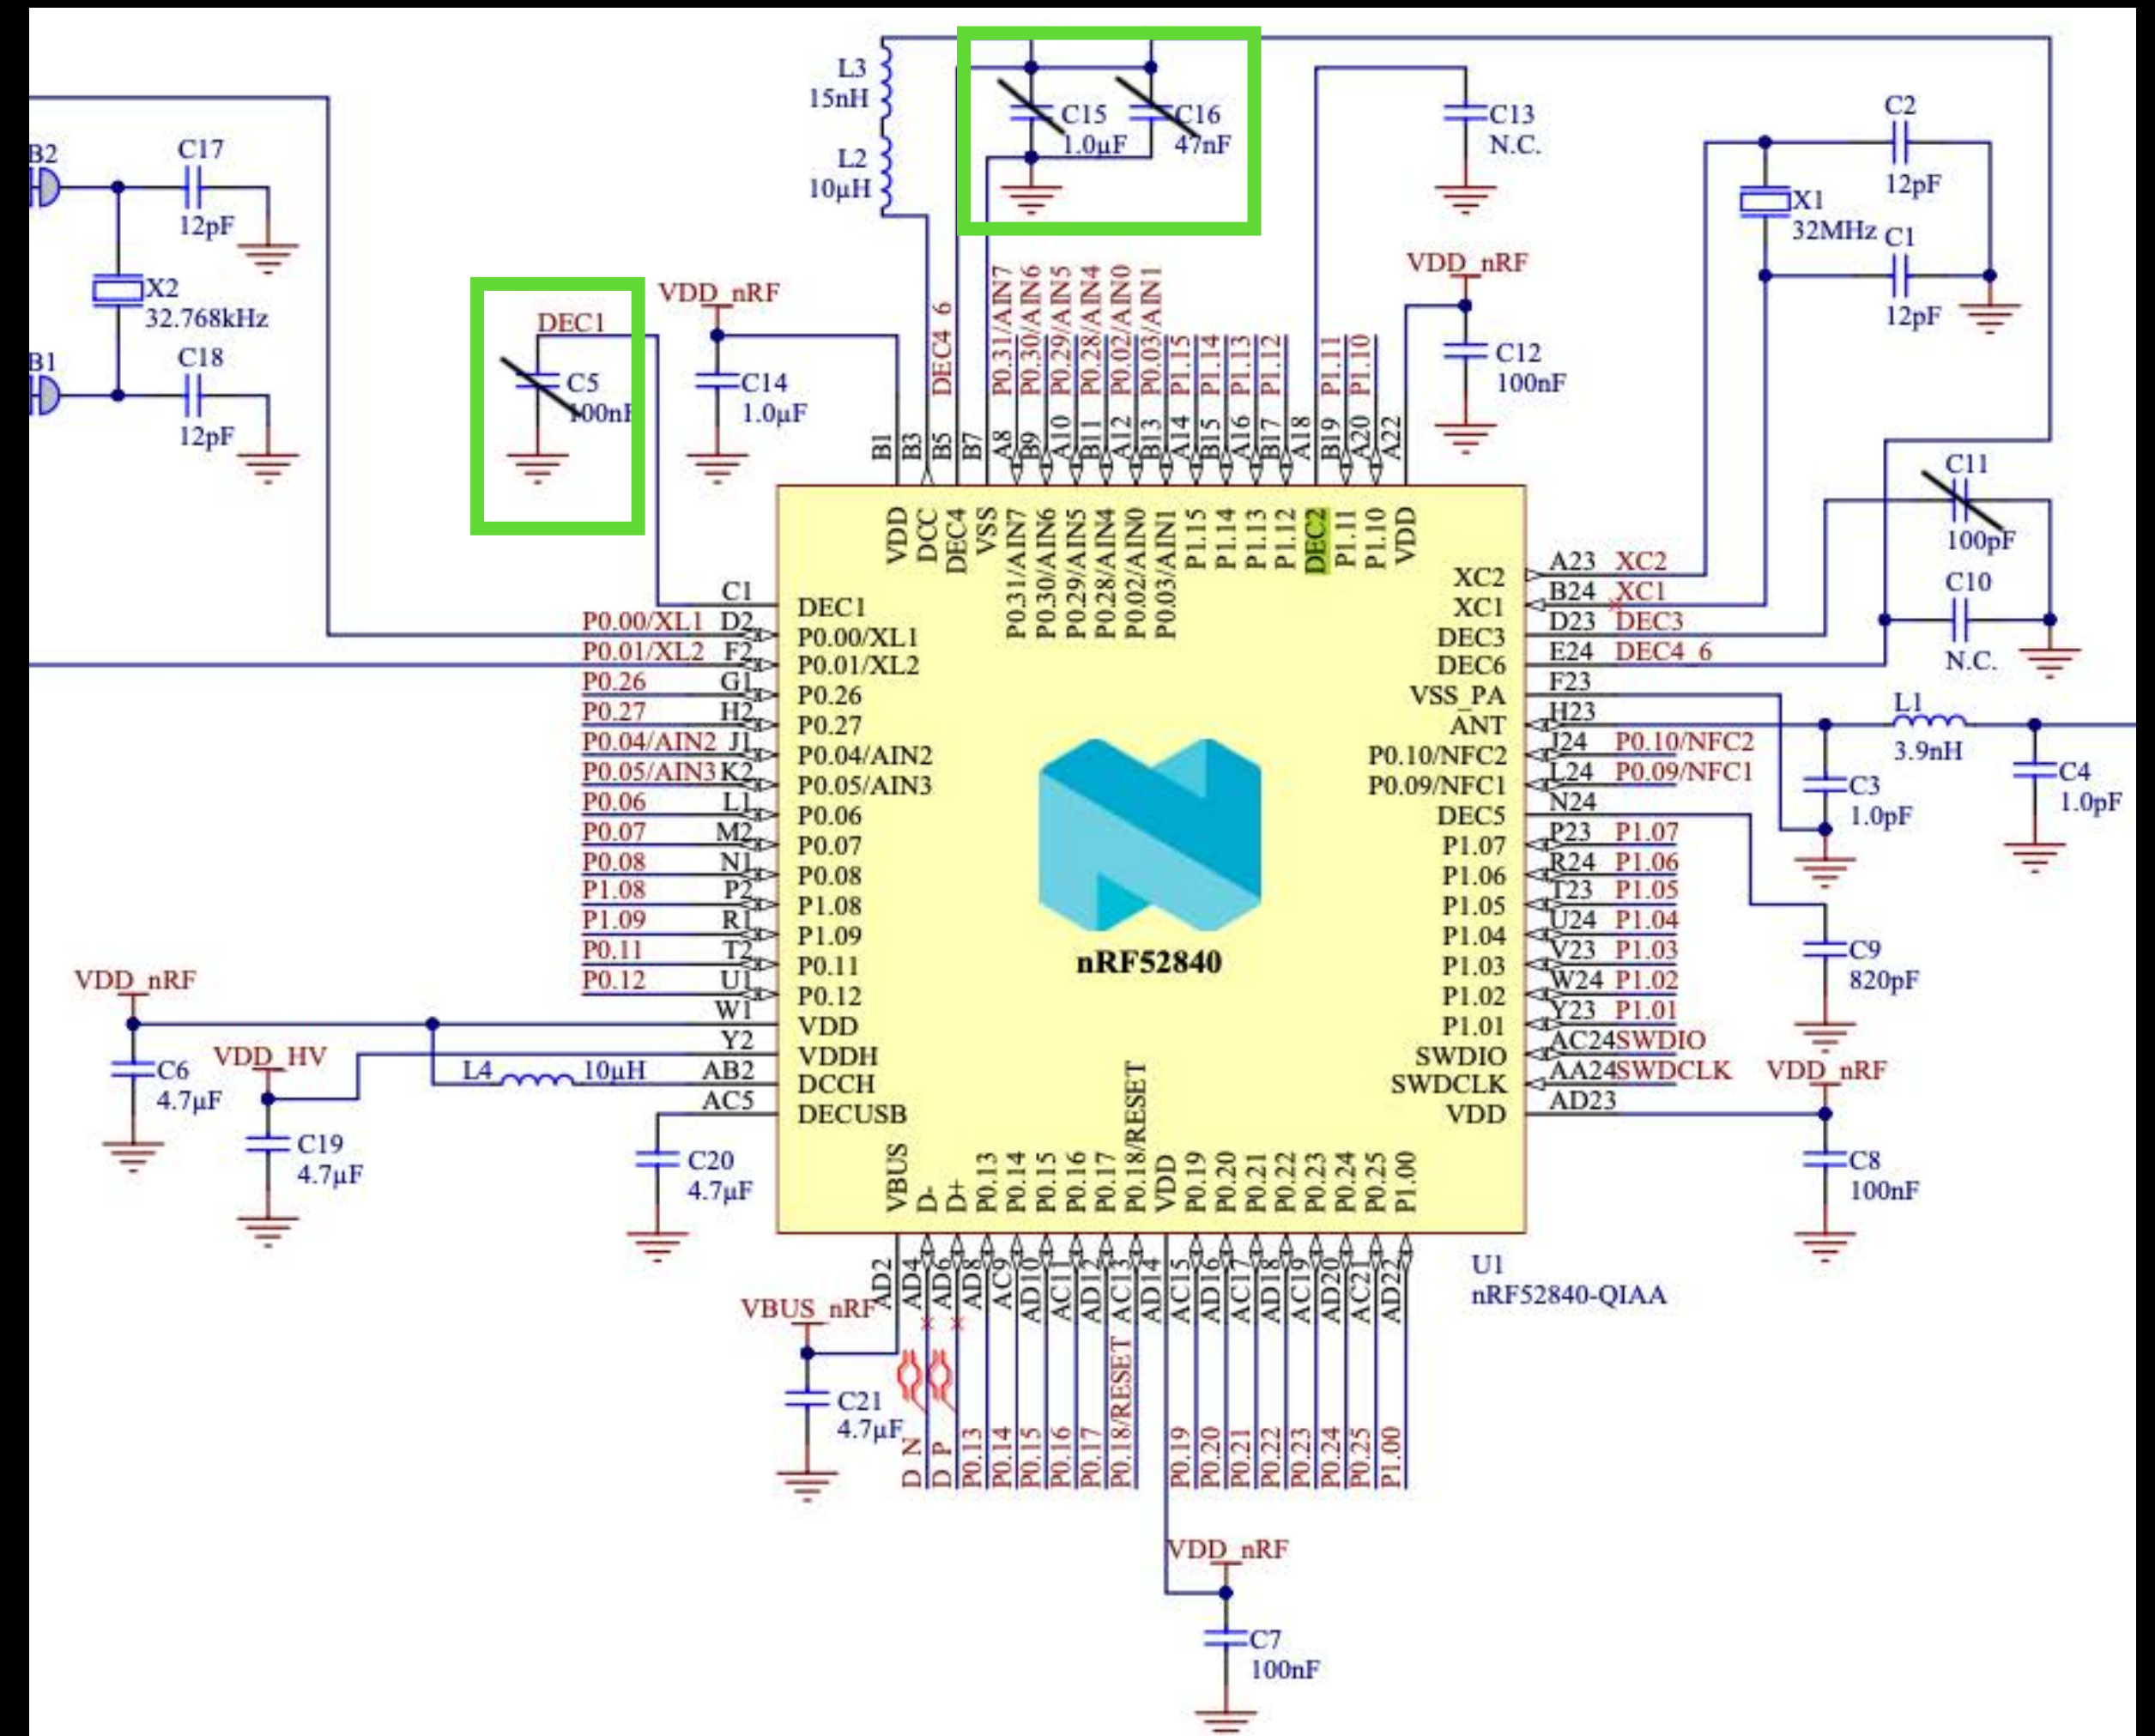 L3
15nH
L2
10µH
C15
1.0µF
C16
47nF
C13
N.C.
C2
12pF
X1
32MHz
C1
12pF
B2
C17
12pF
X2
32.768kHz
B1
C18
12pF
DEC1
C5
100nF
VDD_nRF
C14
1.0µF
VDD_nRF
C12
100nF
DEC4_6
P0.31/AIN7
P0.30/AIN6
P0.29/AIN5
P0.28/AIN4
P0.02/AIN0
P0.03/AIN1
P1.15
P1.14
P1.13
P1.12
P1.11
P1.10
B1
B3
B5
B7
A8
B9
A10
B11
A12
B13
A14
B15
A16
B17
A18
B19
A20
A22
VDD
DCC
DEC4
VSS
P0.31/AIN7
P0.30/AIN6
P0.29/AIN5
P0.28/AIN4
P0.02/AIN0
P0.03/AIN1
P1.15
P1.14
P1.13
P1.12
DEC2
P1.11
P1.10
VDD
C11
100pF
C10
N.C.
C1 DEC1
P0.00/XL1 D2 P0.00/XL1
P0.01/XL2 F2 P0.01/XL2
P0.26 G1 P0.26
P0.27 H2 P0.27
P0.04/AIN2 J1 P0.04/AIN2
P0.05/AIN3 K2 P0.05/AIN3
P0.06 L1 P0.06
P0.07 M2 P0.07
P0.08 N1 P0.08
P1.08 P2 P1.08
P1.09 R1 P1.09
P0.11 T2 P0.11
P0.12 U1 P0.12
W1 VDD
Y2 VDDH
AB2 DCCH
AC5 DECUSB
XC2 A23 XC2
XC1 B24 XC1
DEC3 D23 DEC3
DEC6 E24 DEC4_6
VSS_PA F23
ANT H23
P0.10/NFC2 J24 P0.10/NFC2
P0.09/NFC1 L24 P0.09/NFC1
DEC5 N24
P1.07 P23 P1.07
P1.06 R24 P1.06
P1.05 T23 P1.05
P1.04 U24 P1.04
P1.03 V23 P1.03
P1.02 W24 P1.02
P1.01 Y23 P1.01
SWDIO AC24 SWDIO
SWDCLK AA24 SWDCLK
VDD AD23
nRF52840
L1
3.9nH
C3
1.0pF
C4
1.0pF
C9
820pF
VDD_nRF
C8
100nF
VDD_nRF
C6
4.7µF
VDD_HV
C19
4.7µF
L4 10µH
C20
4.7µF
VBUS
D-
D+
P0.13
P0.14
P0.15
P0.16
P0.17
P0.18/RESET
VDD
P0.19
P0.20
P0.21
P0.22
P0.23
P0.24
P0.25
P1.00
AD2
AD4
AD6
AD8
AC9
AD10
AC11
AD12
AC13
AD14
AC15
AD16
AC17
AD18
AC19
AD20
AC21
AD22
U1
nRF52840-QIAA
VBUS_nRF
C21
4.7µF
D_N
D_P
P0.13
P0.14
P0.15
P0.16
P0.17
P0.18/RESET
P0.19
P0.20
P0.21
P0.22
P0.23
P0.24
P0.25
P1.00
VDD_nRF
C7
100nF